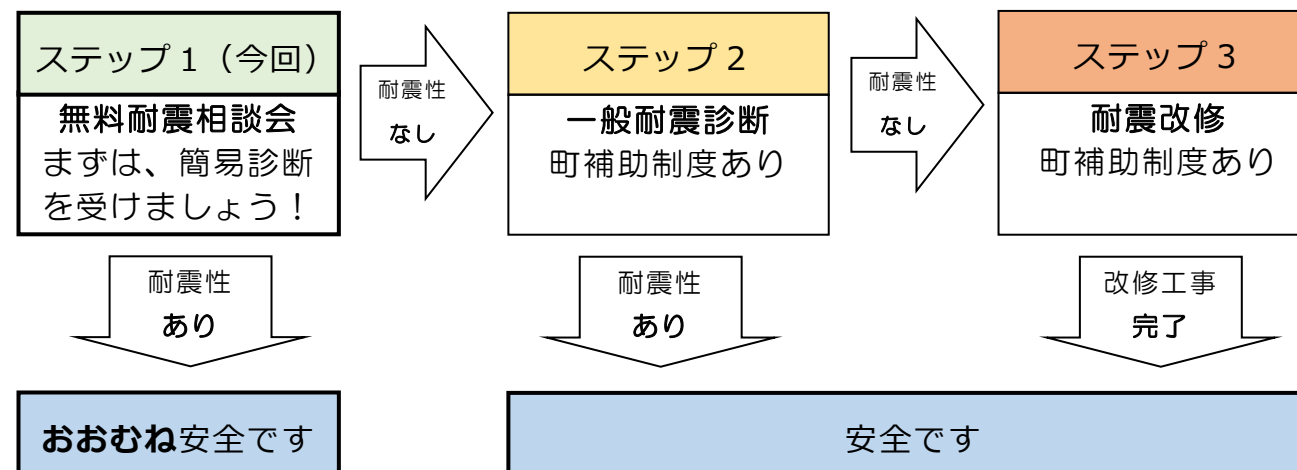 ステップ1（今回）
無料耐震相談会
まずは、簡易診断
を受けましょう！
耐震性
なし
ステップ2
一般耐震診断
町補助制度あり
耐震性
なし
ステップ3
耐震改修
町補助制度あり
耐震性
あり
耐震性
あり
改修工事
完了
おおむね安全です
安全です